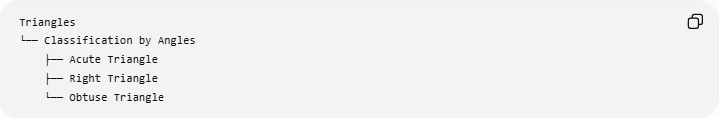 Triangles
└── Classification by Angles
    ├── Acute Triangle
    ├── Right Triangle
    └── Obtuse Triangle